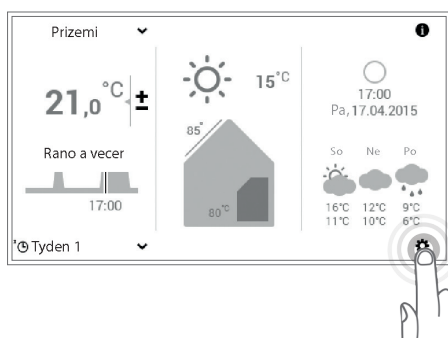 Prizemi
21,0 °C ±
Rano a vecer
17:00
Tyden 1
15°C
85°
80°C
17:00
Pa, 17.04.2015
So Ne Po
16°C 12°C 9°C
11°C 10°C 6°C